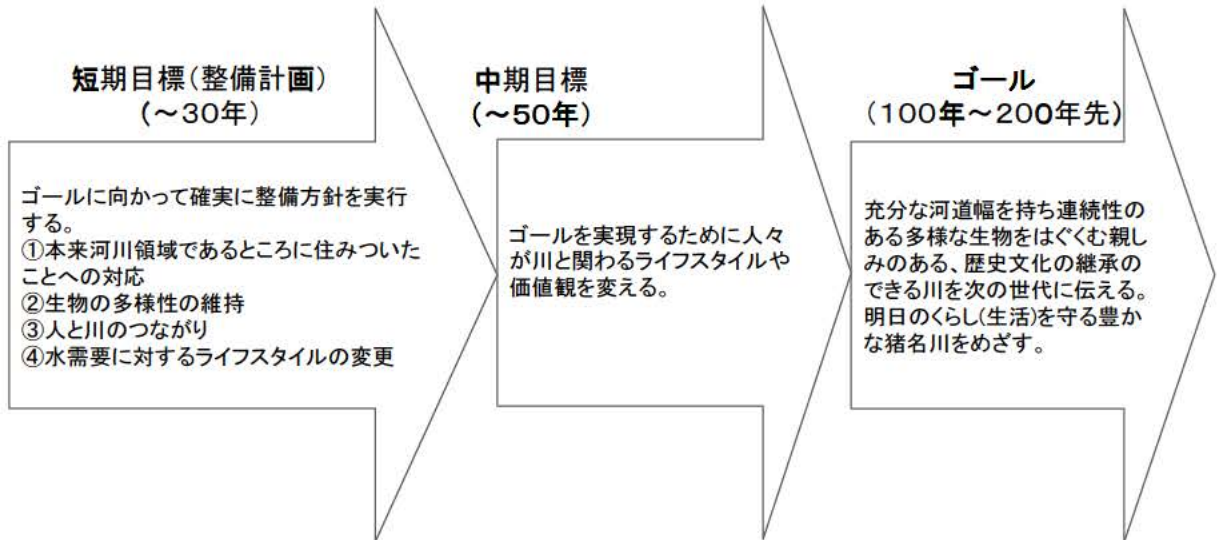 短期目標(整備計画)
(～30年)
ゴールに向かって確実に整備方針を実行
する。
①本来河川領域であるところに住みついた
ことへの対応
②生物の多様性の維持
③人と川のつながり
④水需要に対するライフスタイルの変更
中期目標
(～50年)
ゴールを実現するために人々
が川と関わるライフスタイルや
価値観を変える。
ゴール
(100年～200年先)
充分な河道幅を持ち連続性の
ある多様な生物をはぐくむ親し
みのある、歴史文化の継承の
できる川を次の世代に伝える。
明日のくらし(生活)を守る豊か
な猪名川をめざす。